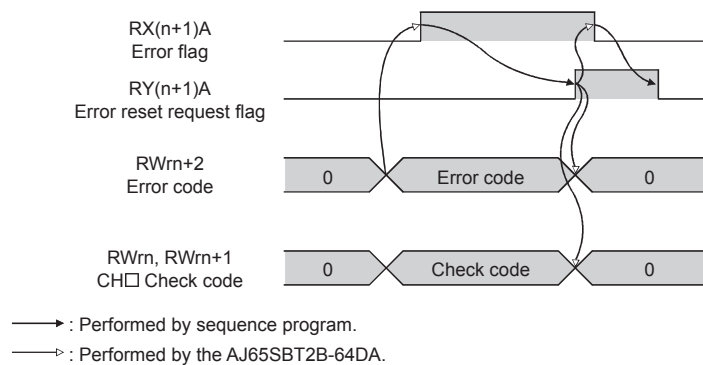 RX(n+1)A
Error flag
RY(n+1)A
Error reset request flag
RWrn+2
Error code
0
Error code
0
RWrn, RWrn+1
CH□ Check code
0
Check code
0
: Performed by sequence program.
: Performed by the AJ65SBT2B-64DA.